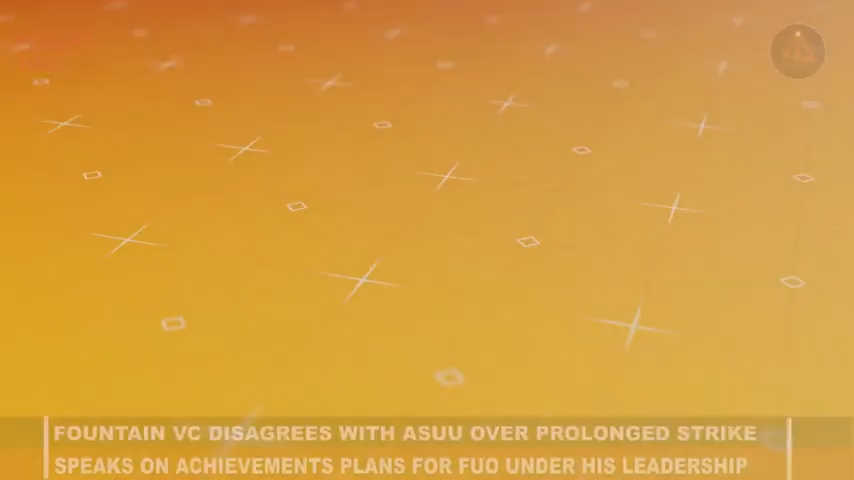 FOUNTAIN VC DISAGREES WITH ASUU OVER PROLONGED STRIKE
SPEAKS ON ACHIEVEMENTS PLANS FOR FUO UNDER HIS LEADERSHIP